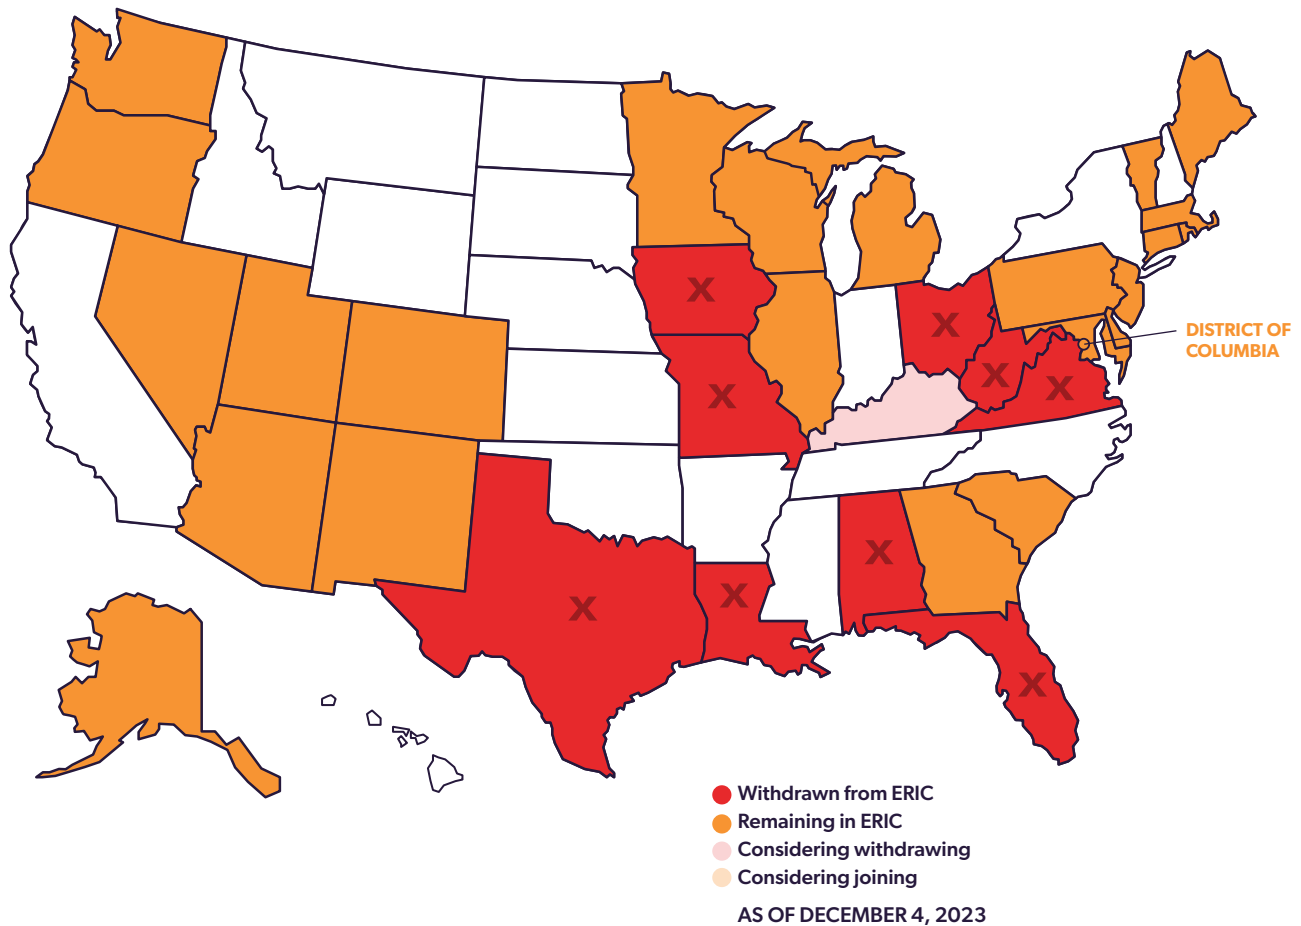 X
X
X
X
X
DISTRICT OF
COLUMBIA
X
X
X
X
X
Withdrawn from ERIC
Remaining in ERIC
Considering withdrawing
Considering joining
AS OF DECEMBER 4, 2023